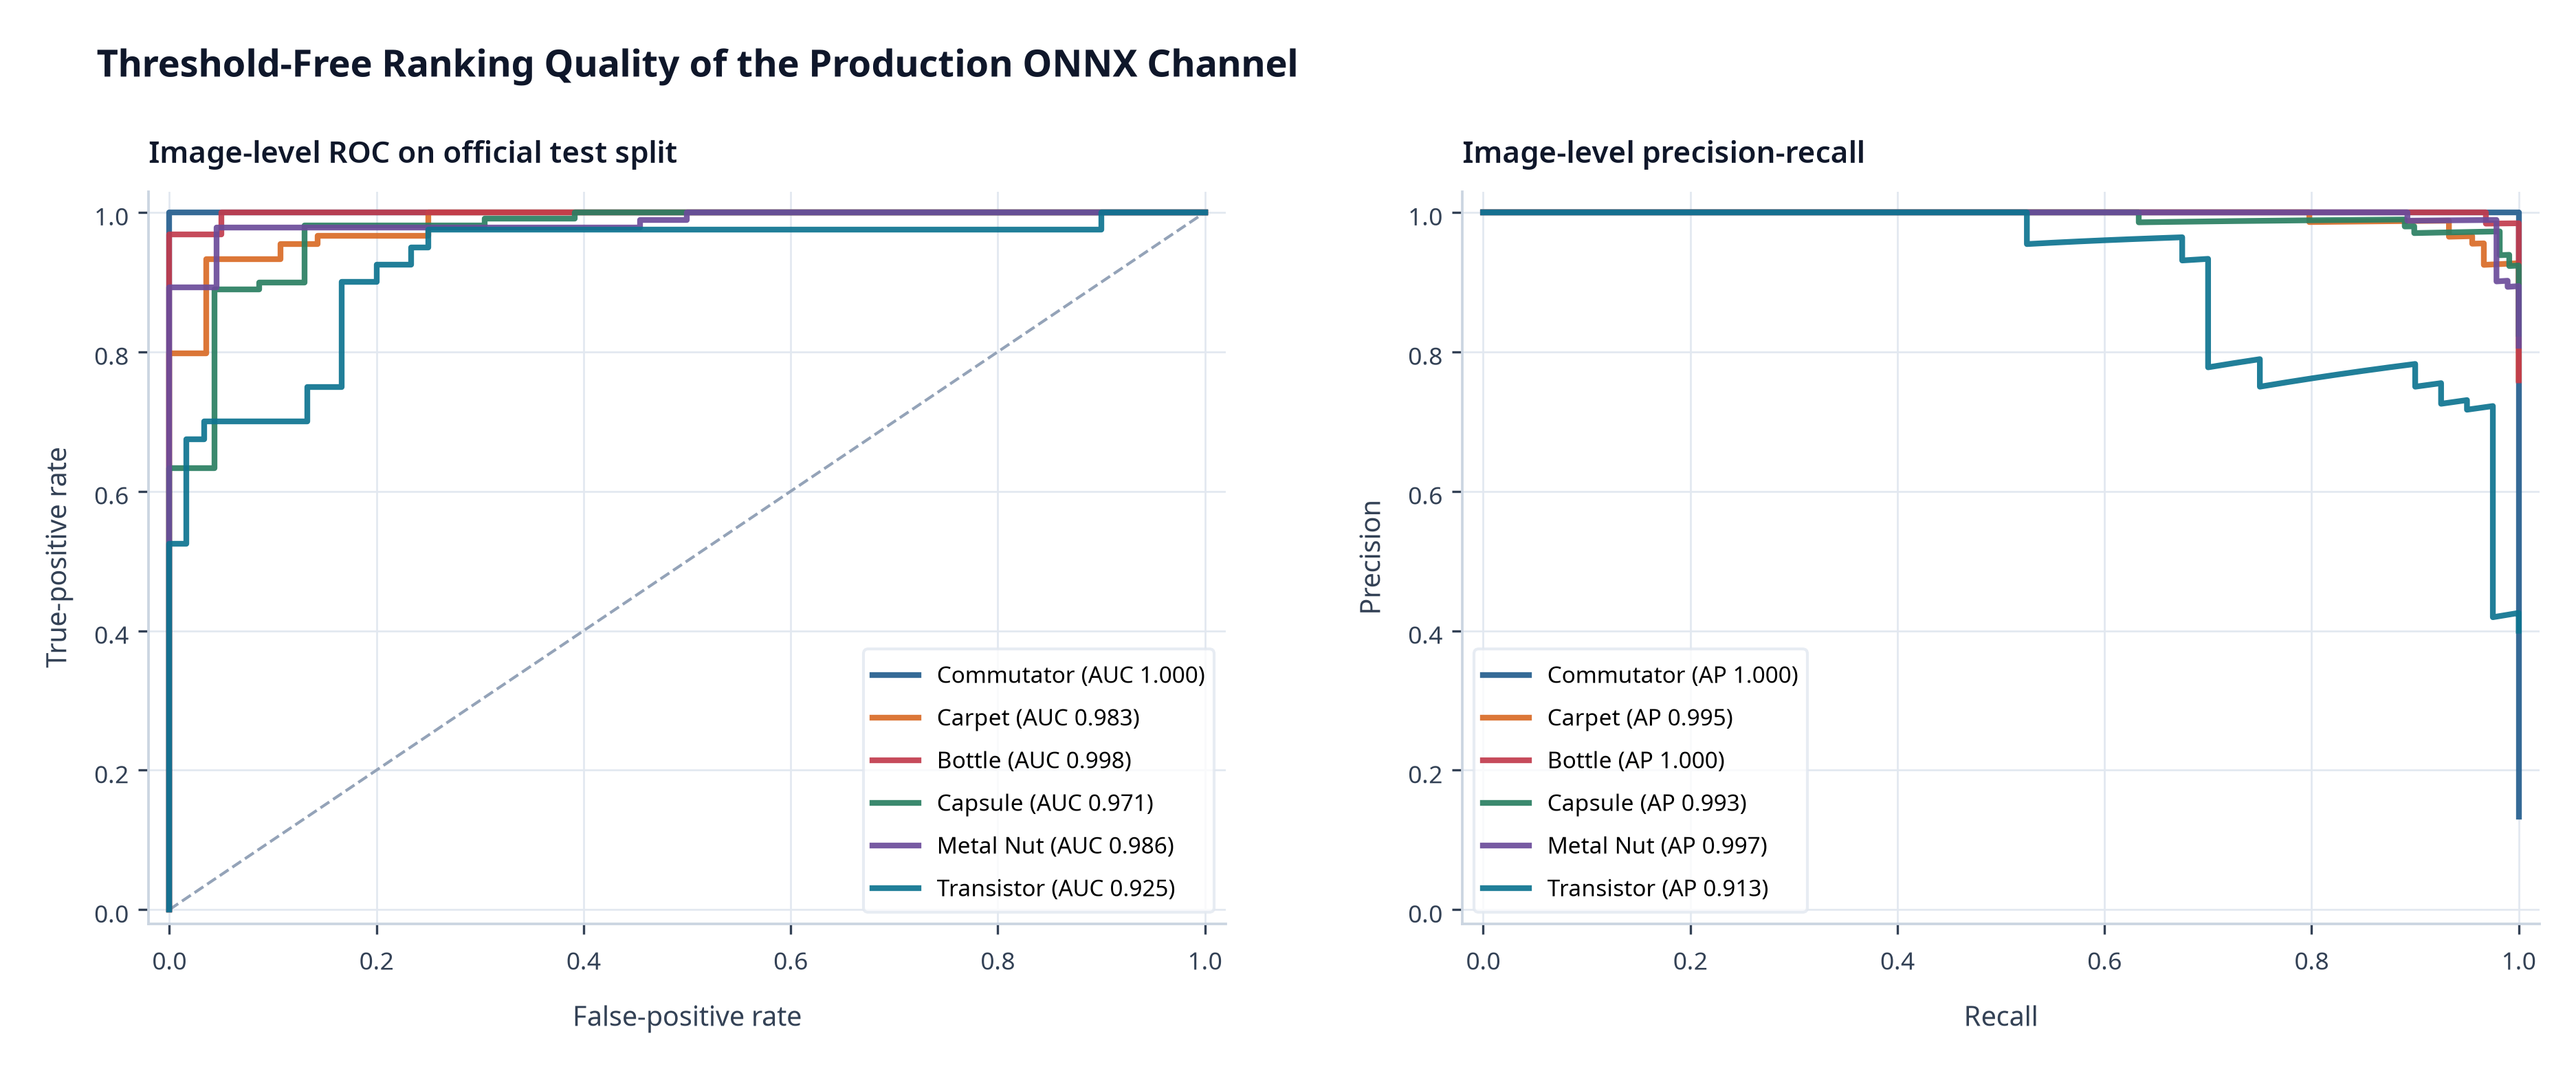 Threshold-Free Ranking Quality of the Production ONNX Channel
Image-level ROC on official test split
True-positive rate
1.0
0.8
0.6
0.4
0.2
0.0
0.0 0.2 0.4 0.6 0.8 1.0
False-positive rate
Commutator (AUC 1.000)
Carpet (AUC 0.983)
Bottle (AUC 0.998)
Capsule (AUC 0.971)
Metal Nut (AUC 0.986)
Transistor (AUC 0.925)
Image-level precision-recall
Precision
1.0
0.8
0.6
0.4
0.2
0.0
0.0 0.2 0.4 0.6 0.8 1.0
Recall
Commutator (AP 1.000)
Carpet (AP 0.995)
Bottle (AP 1.000)
Capsule (AP 0.993)
Metal Nut (AP 0.997)
Transistor (AP 0.913)